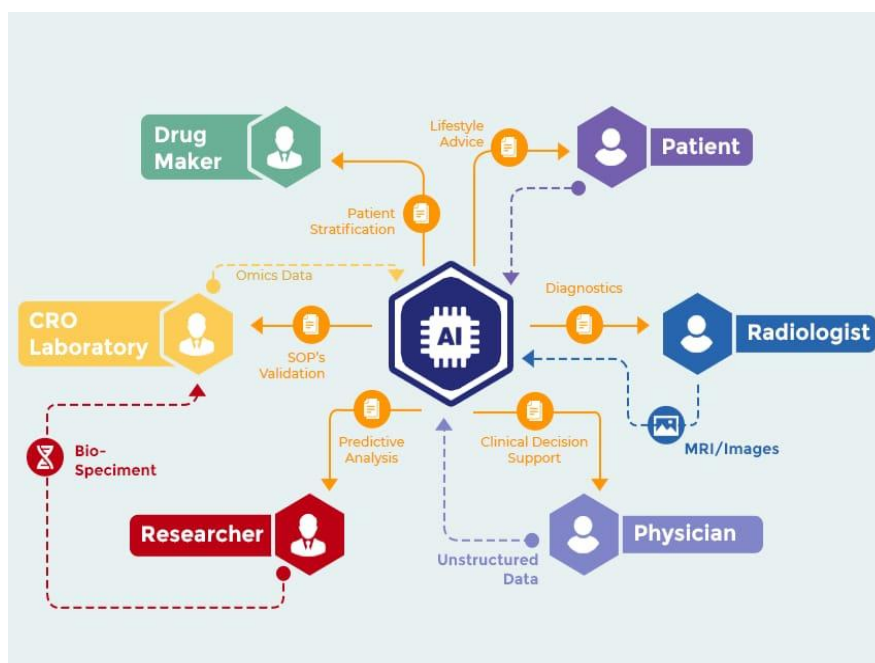 Drug
Maker
Lifestyle
Advice
Patient
Patient
Stratification
Omics Data
CRO
Laboratory
SOP's
Validation
AI
Diagnostics
Radiologist
MRI/Images
Bio-
Speciment
Predictive
Analysis
Clinical Decision
Support
Researcher
Physician
Unstructured
Data